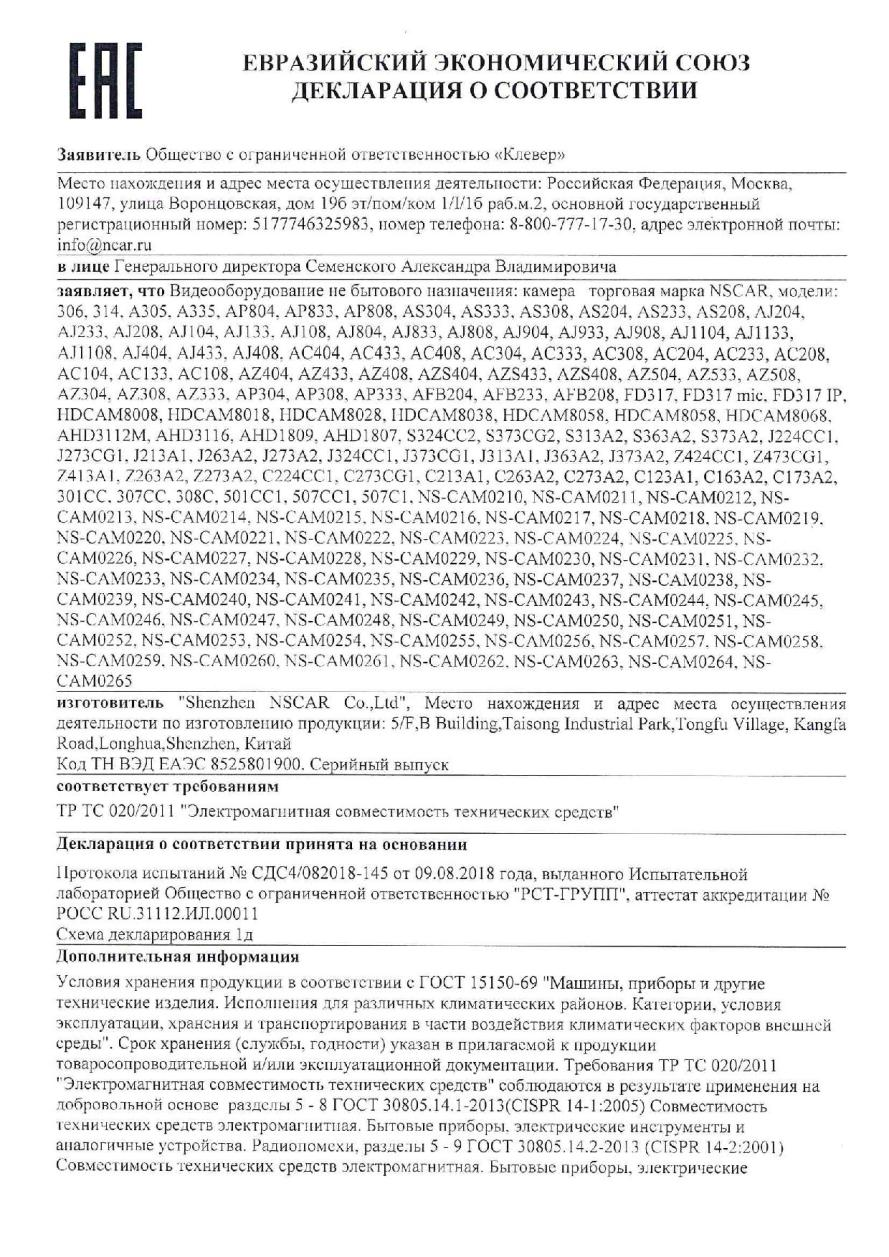 EAC
ЕВРАЗИЙСКИЙ ЭКОНОМИЧЕСКИЙ СОЮЗ
ДЕКЛАРАЦИЯ О СООТВЕТСТВИИ
Заявитель Общество с ограниченной ответственностью «Клевер»
Место нахождения и адрес места осуществления деятельности: Российская Федерация, Москва,
109147, улица Воронцовская, дом 19б эт/пом/ком 1/I/1б раб.м.2, основной государственный
регистрационный номер: 5177746325983, номер телефона: 8-800-777-17-30, адрес электронной почты:
info@ncar.ru
в лице Генерального директора Семенского Александра Владимировича
заявляет, что Видеооборудование не бытового назначения: камера торговая марка NSCAR, модели:
306, 314, A305, A335, AP804, AP833, AP808, AS304, AS333, AS308, AS204, AS233, AS208, AJ204,
AJ233, AJ208, AJ104, AJ133, AJ108, AJ804, AJ833, AJ808, AJ904, AJ933, AJ908, AJ1104, AJ1133,
AJ1108, AJ404, AJ433, AJ408, AC404, AC433, AC408, AC304, AC333, AC308, AC204, AC233, AC208,
AC104, AC133, AC108, AZ404, AZ433, AZ408, AZS404, AZS433, AZS408, AZ504, AZ533, AZ508,
AZ304, AZ308, AZ333, AP304, AP308, AP333, AFB204, AFB233, AFB208, FD317, FD317 mic, FD317 IP,
HDCAM8008, HDCAM8018, HDCAM8028, HDCAM8038, HDCAM8058, HDCAM8058, HDCAM8068,
AHD3112M, AHD3116, AHD1809, AHD1807, S324CC2, S373CG2, S313A2, S363A2, S373A2, J224CC1,
J273CG1, J213A1, J263A2, J273A2, J324CC1, J373CG1, J313A1, J363A2, J373A2, Z424CC1, Z473CG1,
Z413A1, Z263A2, Z273A2, C224CC1, C273CG1, C213A1, C263A2, C273A2, C123A1, C163A2, C173A2,
301CC, 307CC, 308C, 501CC1, 507CC1, 507C1, NS-CAM0210, NS-CAM0211, NS-CAM0212, NS-
CAM0213, NS-CAM0214, NS-CAM0215, NS-CAM0216, NS-CAM0217, NS-CAM0218, NS-CAM0219,
NS-CAM0220, NS-CAM0221, NS-CAM0222, NS-CAM0223, NS-CAM0224, NS-CAM0225, NS-
CAM0226, NS-CAM0227, NS-CAM0228, NS-CAM0229, NS-CAM0230, NS-CAM0231, NS-CAM0232,
NS-CAM0233, NS-CAM0234, NS-CAM0235, NS-CAM0236, NS-CAM0237, NS-CAM0238, NS-
CAM0239, NS-CAM0240, NS-CAM0241, NS-CAM0242, NS-CAM0243, NS-CAM0244, NS-CAM0245,
NS-CAM0246, NS-CAM0247, NS-CAM0248, NS-CAM0249, NS-CAM0250, NS-CAM0251, NS-
CAM0252, NS-CAM0253, NS-CAM0254, NS-CAM0255, NS-CAM0256, NS-CAM0257, NS-CAM0258,
NS-CAM0259, NS-CAM0260, NS-CAM0261, NS-CAM0262, NS-CAM0263, NS-CAM0264, NS-
CAM0265
изготовитель "Shenzhen NSCAR Co.,Ltd", Место нахождения и адрес места осуществления
деятельности по изготовлению продукции: 5/F,B Building,Taisong Industrial Park,Tongfu Village, Kangfa
Road,Longhua,Shenzhen, Китай
Код ТН ВЭД ЕАЭС 8525801900. Серийный выпуск
соответствует требованиям
ТР ТС 020/2011 "Электромагнитная совместимость технических средств"
Декларация о соответствии принята на основании
Протокола испытаний № СДС4/082018-145 от 09.08.2018 года, выданного Испытательной
лабораторией Общество с ограниченной ответственностью "РСТ-ГРУПП", аттестат аккредитации №
РОСС RU.31112.ИЛ.00011
Схема декларирования 1д
Дополнительная информация
Условия хранения продукции в соответствии с ГОСТ 15150-69 "Машины, приборы и другие
технические изделия. Исполнения для различных климатических районов. Категории, условия
эксплуатации, хранения и транспортирования в части воздействия климатических факторов внешней
среды". Срок хранения (службы, годности) указан в прилагаемой к продукции
товаросопроводительной и/или эксплуатационной документации. Требования ТР ТС 020/2011
"Электромагнитная совместимость технических средств" соблюдаются в результате применения на
добровольной основе разделы 5 - 8 ГОСТ 30805.14.1-2013(CISPR 14-1:2005) Совместимость
технических средств электромагнитная. Бытовые приборы, электрические инструменты и
аналогичные устройства. Радиопомехи, разделы 5 - 9 ГОСТ 30805.14.2-2013 (CISPR 14-2:2001)
Совместимость технических средств электромагнитная. Бытовые приборы, электрические